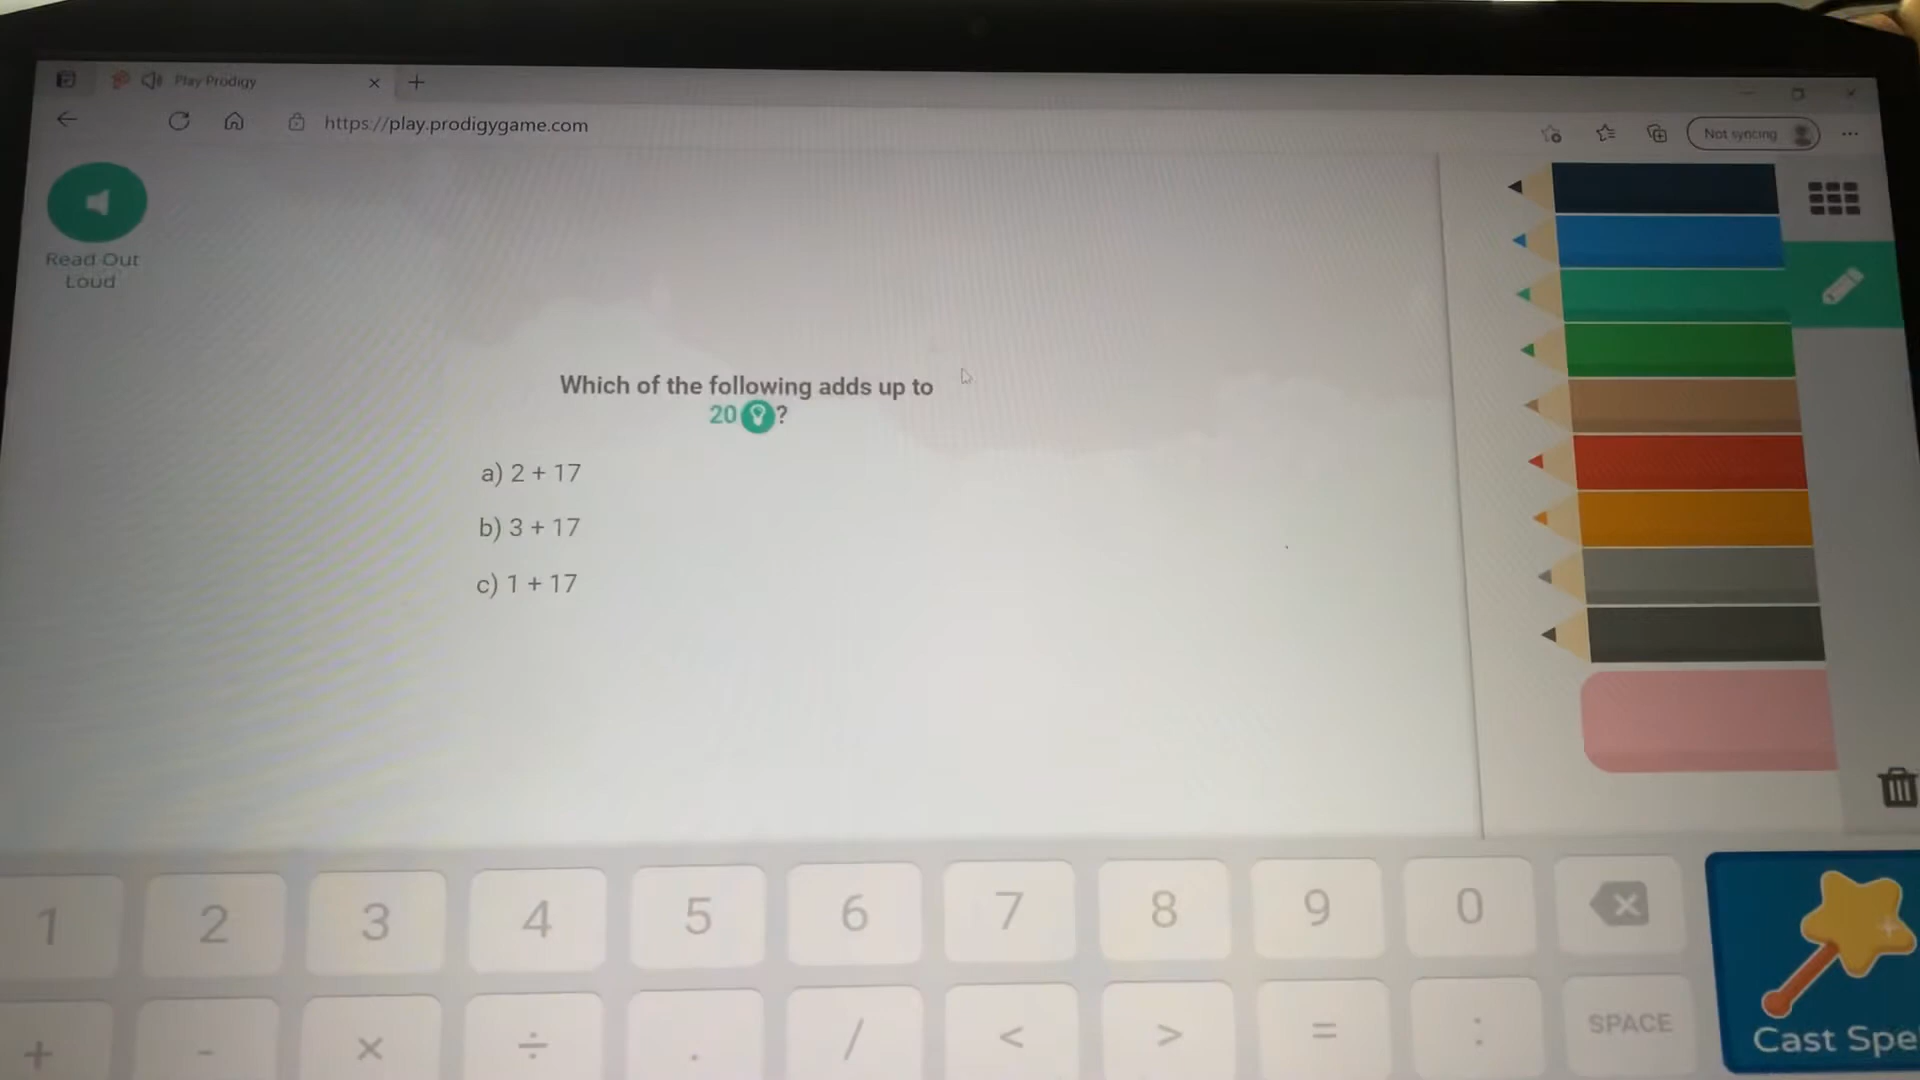 Play Prodigy
https://play.prodigygame.com
Not syncing
Read Out
Loud
Which of the following adds up to
20 ?
a) 2 + 17
b) 3 + 17
c) 1 + 17
1 2 3 4 5 6 7 8 9 0
+ - × ÷ . / < > = : SPACE
Cast Spe